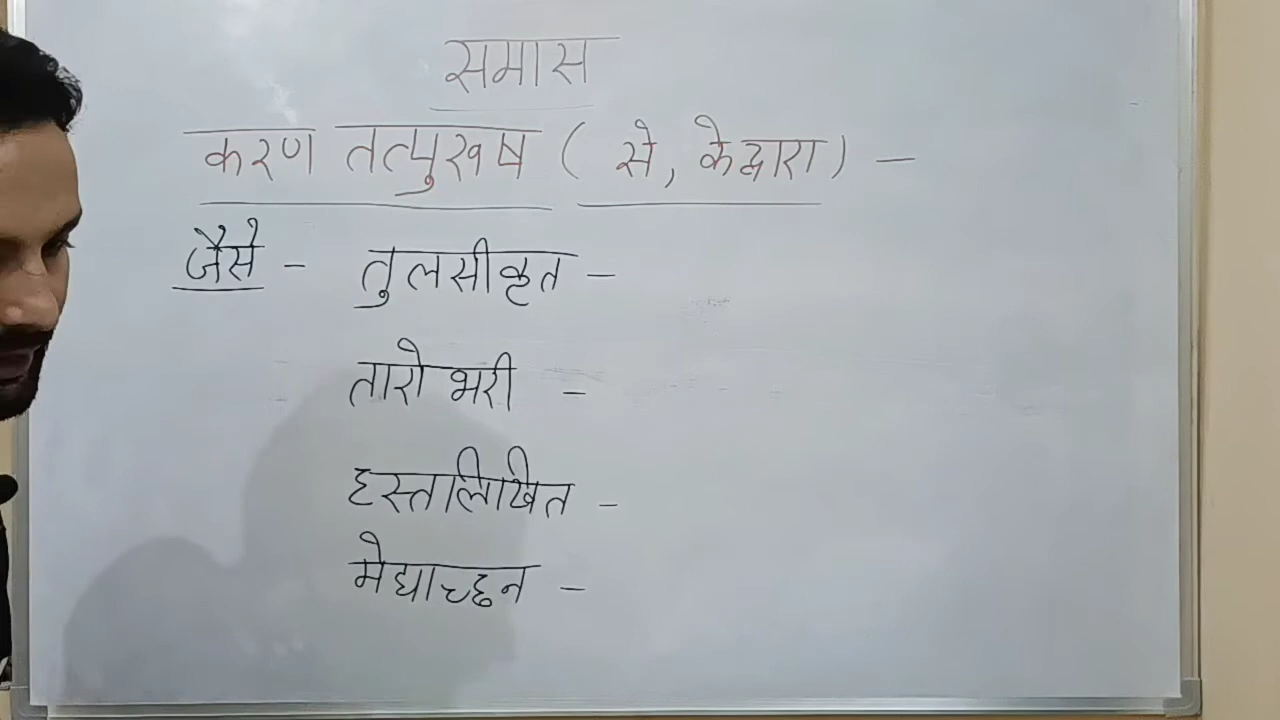 समास
करण तत्पुरुष ( से, के द्वारा ) -
जैसे - तुलसीकृत -
तारो भरी -
हस्तलिखित -
मेघाच्छन -